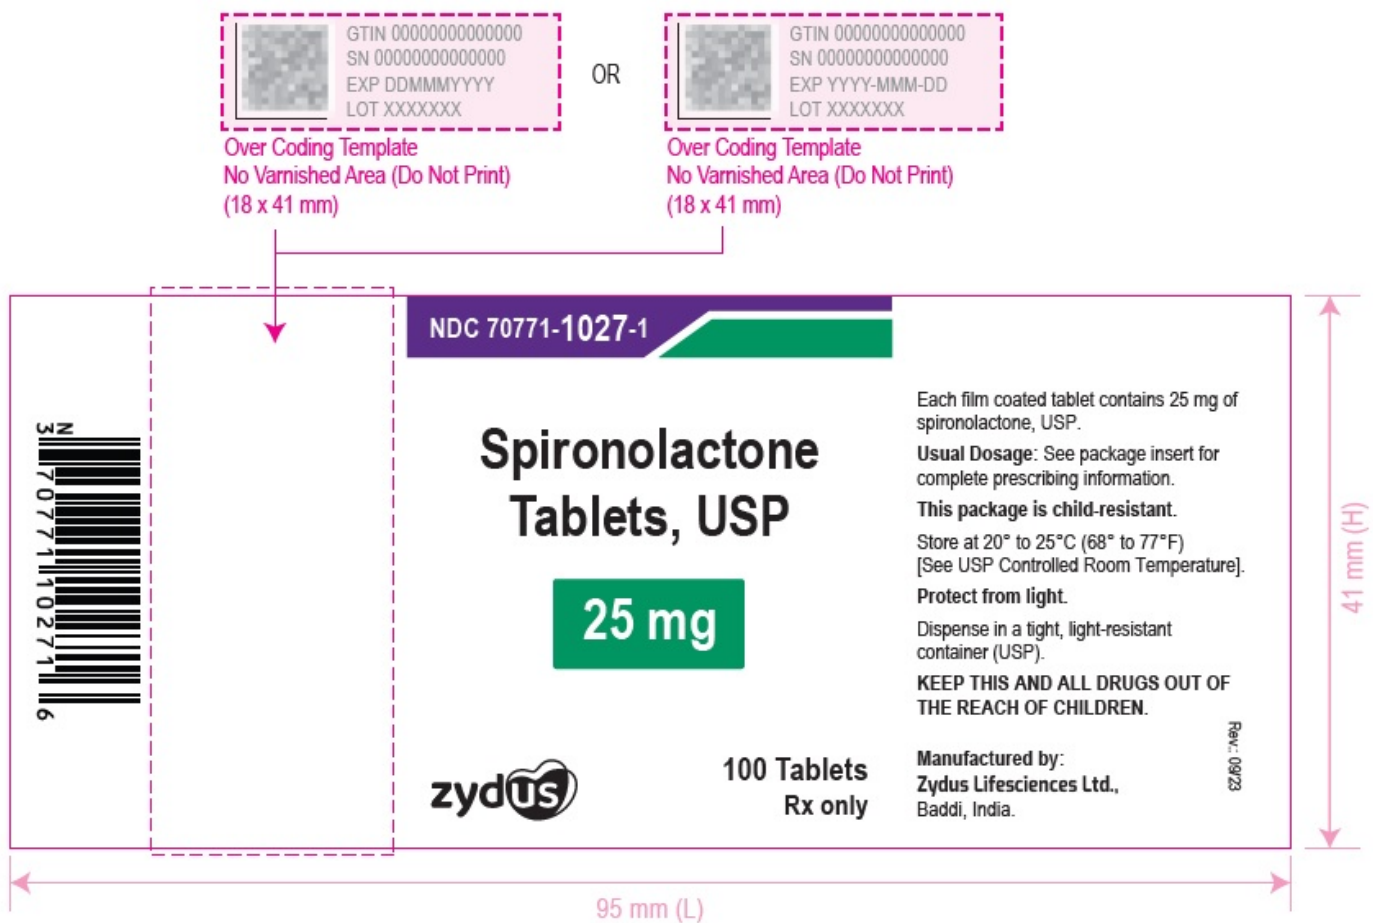 GTIN 00000000000000
SN 00000000000000
EXP DDMMMYYYY
LOT XXXXXXX
OR
GTIN 00000000000000
SN 00000000000000
EXP YYYY-MMM-DD
LOT XXXXXXX
Over Coding Template
No Varnished Area (Do Not Print)
(18 x 41 mm)
Over Coding Template
No Varnished Area (Do Not Print)
(18 x 41 mm)
N
3 70771 10271 6
NDC 70771-1027-1
Spironolactone
Tablets, USP
25 mg
zydus
100 Tablets
Rx only
Each film coated tablet contains 25 mg of
spironolactone, USP.
Usual Dosage: See package insert for
complete prescribing information.
This package is child-resistant.
Store at 20° to 25°C (68° to 77°F)
[See USP Controlled Room Temperature].
Protect from light.
Dispense in a tight, light-resistant
container (USP).
KEEP THIS AND ALL DRUGS OUT OF
THE REACH OF CHILDREN.
Manufactured by:
Zydus Lifesciences Ltd.,
Baddi, India.
Rev.: 09/23
41 mm (H)
95 mm (L)